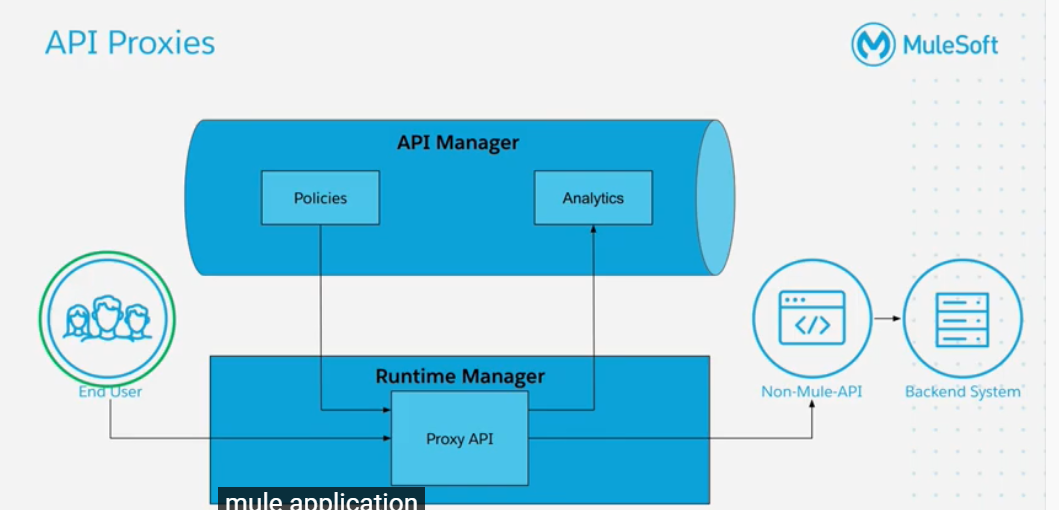 API Proxies
MuleSoft
API Manager
Policies
Analytics
End User
Runtime Manager
Proxy API
Non-Mule-API
Backend System
mule application